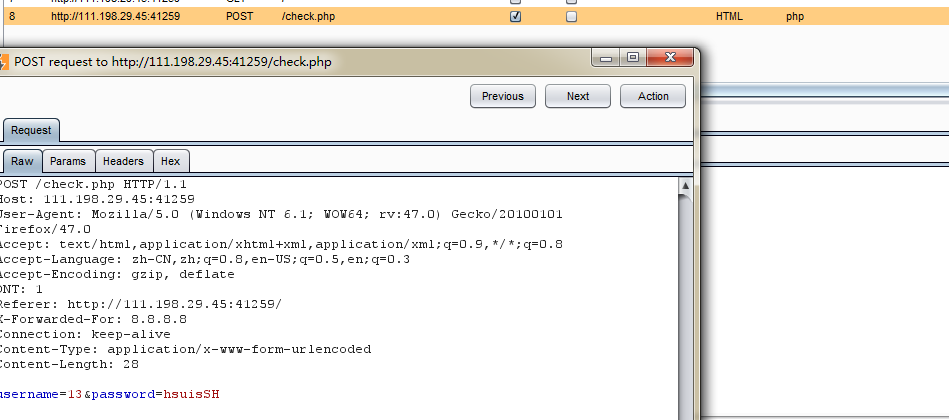 8 http://111.198.29.45:41259 POST /check.php HTML php
POST request to http://111.198.29.45:41259/check.php
Previous Next Action
Request
Raw Params Headers Hex
POST /check.php HTTP/1.1
Host: 111.198.29.45:41259
User-Agent: Mozilla/5.0 (Windows NT 6.1; WOW64; rv:47.0) Gecko/20100101
Firefox/47.0
Accept: text/html,application/xhtml+xml,application/xml;q=0.9,*/*;q=0.8
Accept-Language: zh-CN,zh;q=0.8,en-US;q=0.5,en;q=0.3
Accept-Encoding: gzip, deflate
DNT: 1
Referer: http://111.198.29.45:41259/
X-Forwarded-For: 8.8.8.8
Connection: keep-alive
Content-Type: application/x-www-form-urlencoded
Content-Length: 28
username=13&password=hsuisSH